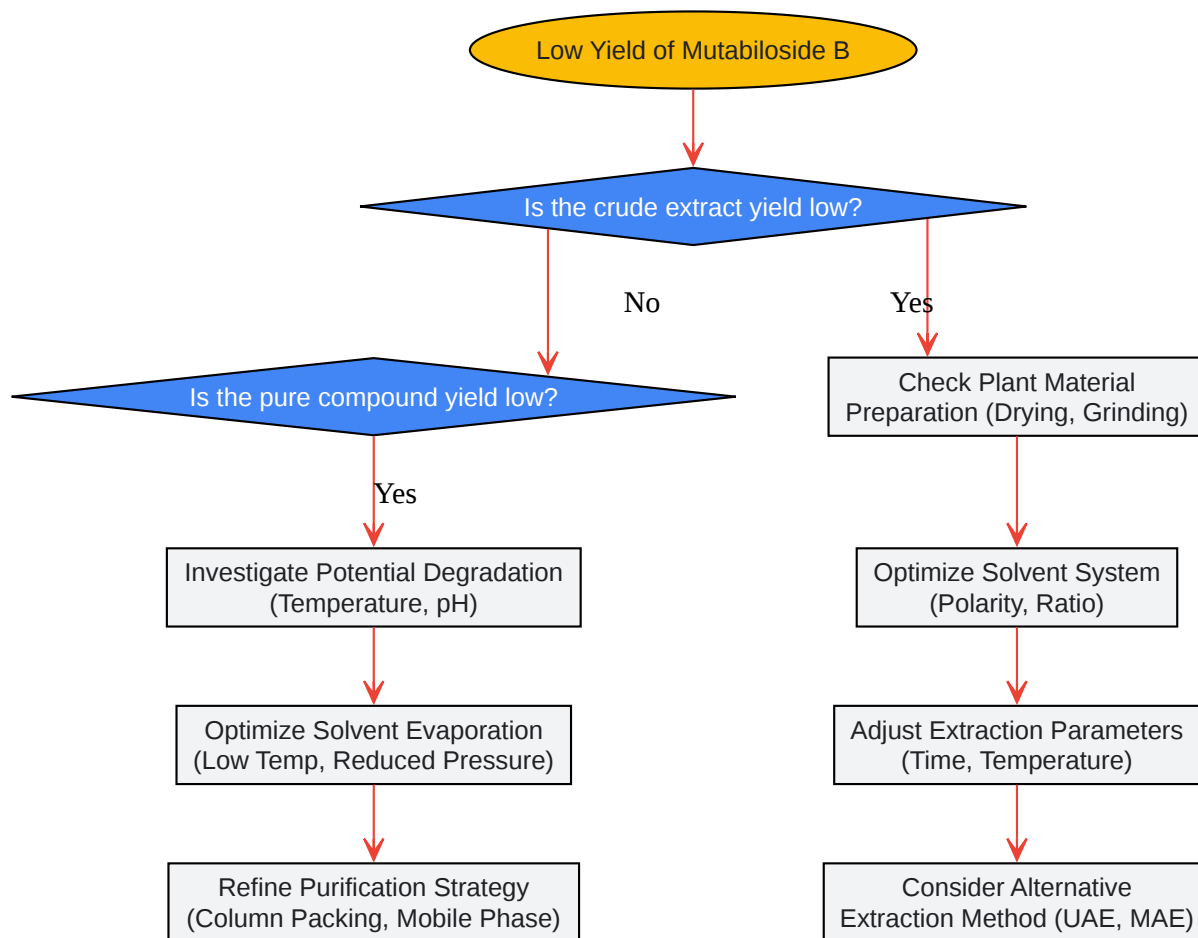 Low Yield of Mutabiloside B
Is the crude extract yield low?
No
Yes
Is the pure compound yield low?
Check Plant Material
Preparation (Drying, Grinding)
Yes
Investigate Potential Degradation
(Temperature, pH)
Optimize Solvent System
(Polarity, Ratio)
Optimize Solvent Evaporation
(Low Temp, Reduced Pressure)
Adjust Extraction Parameters
(Time, Temperature)
Refine Purification Strategy
(Column Packing, Mobile Phase)
Consider Alternative
Extraction Method (UAE, MAE)